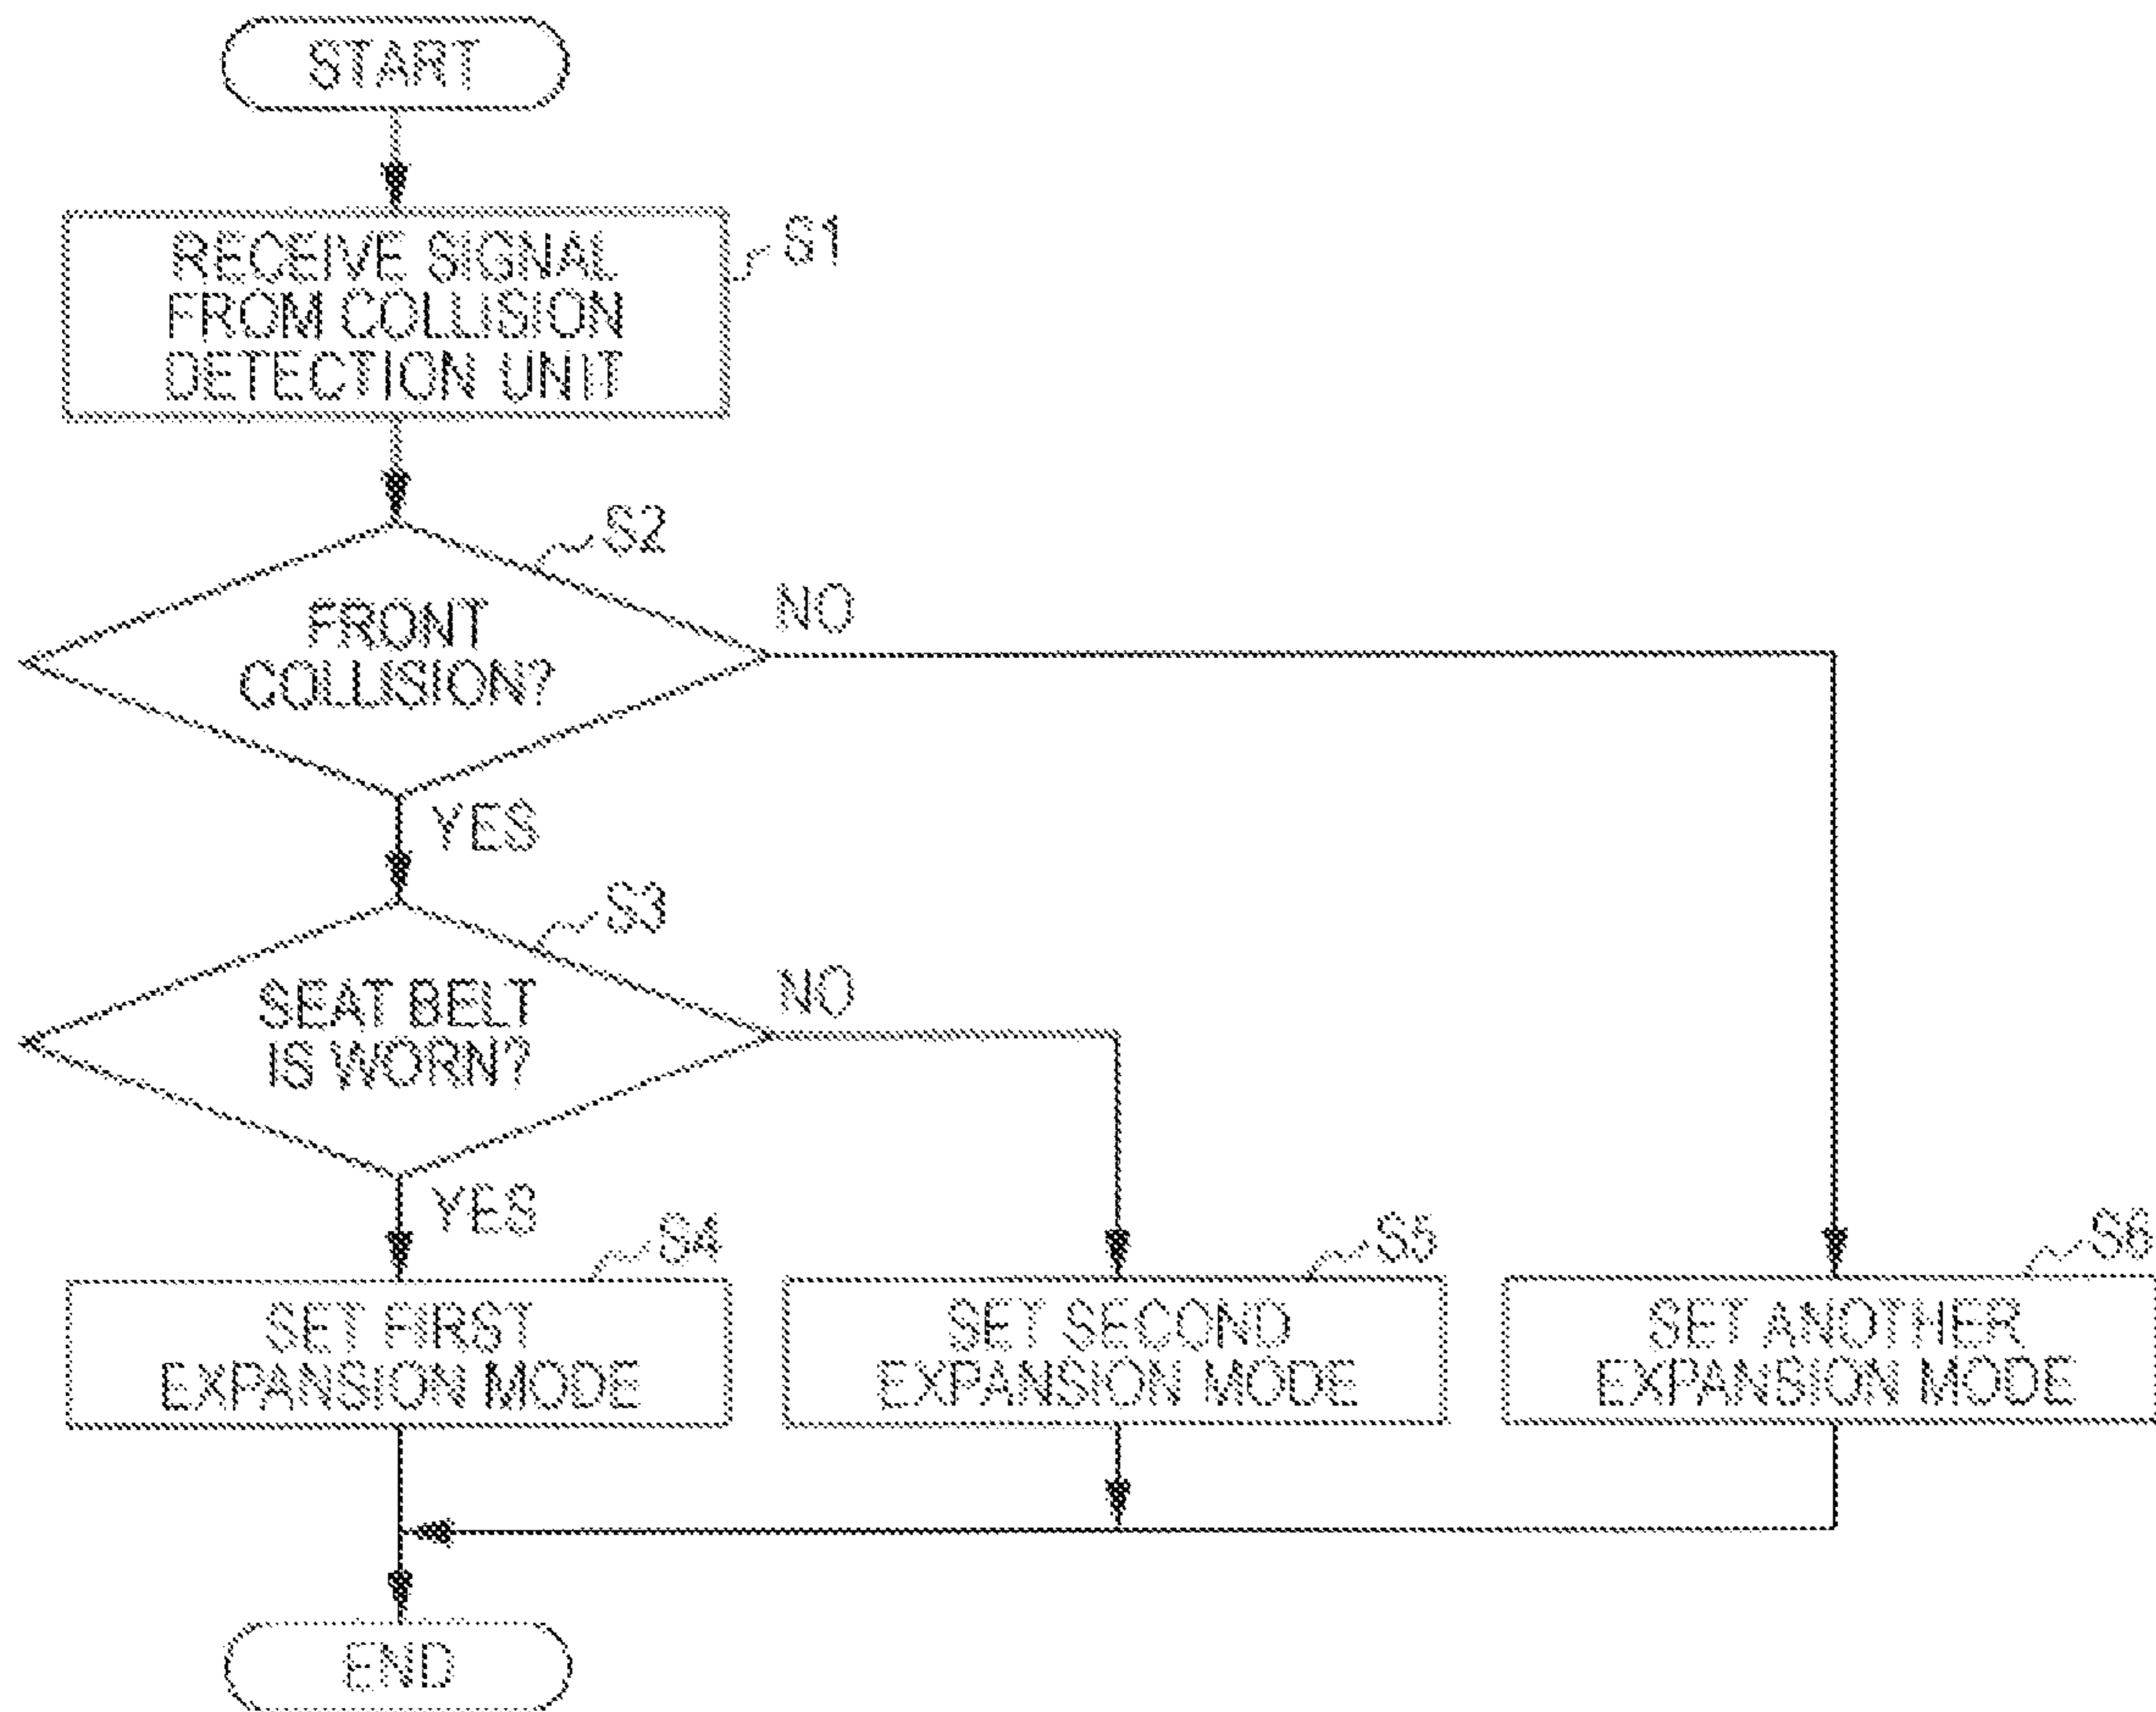 START
RECEIVE SIGNAL
FROM COLLISION
DETECTION UNIT
S1
S2
FRONT
COLLISION?
NO
YES
S3
SEAT BELT
IS WORN?
NO
YES
S4
SET FIRST
EXPANSION MODE
S5
SET SECOND
EXPANSION MODE
S6
SET ANOTHER
EXPANSION MODE
END